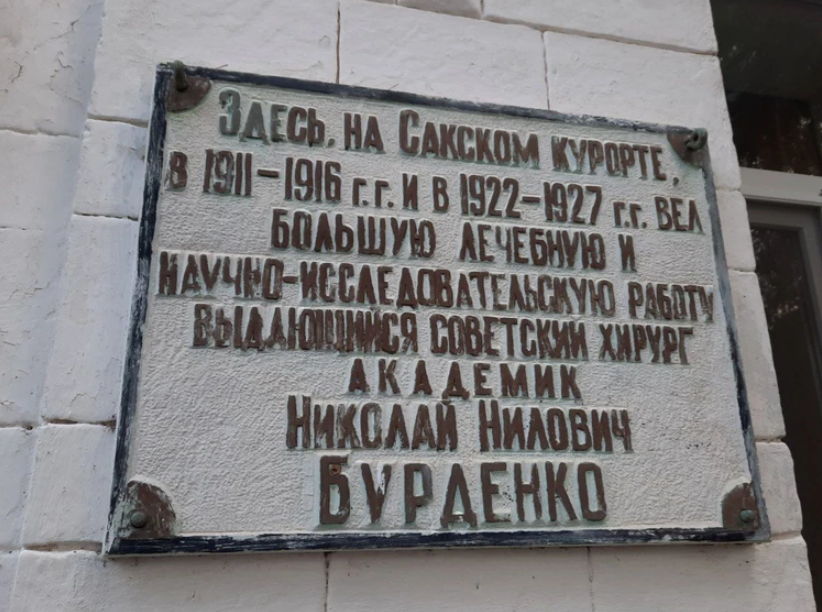 Здесь, на Сакском курорте,
в 1911–1916 г.г. и в 1922–1927 г.г. вел
большую лечебную и
научно-исследовательскую работу
выдающийся советский хирург
академик
Николай Нилович
Бурденко